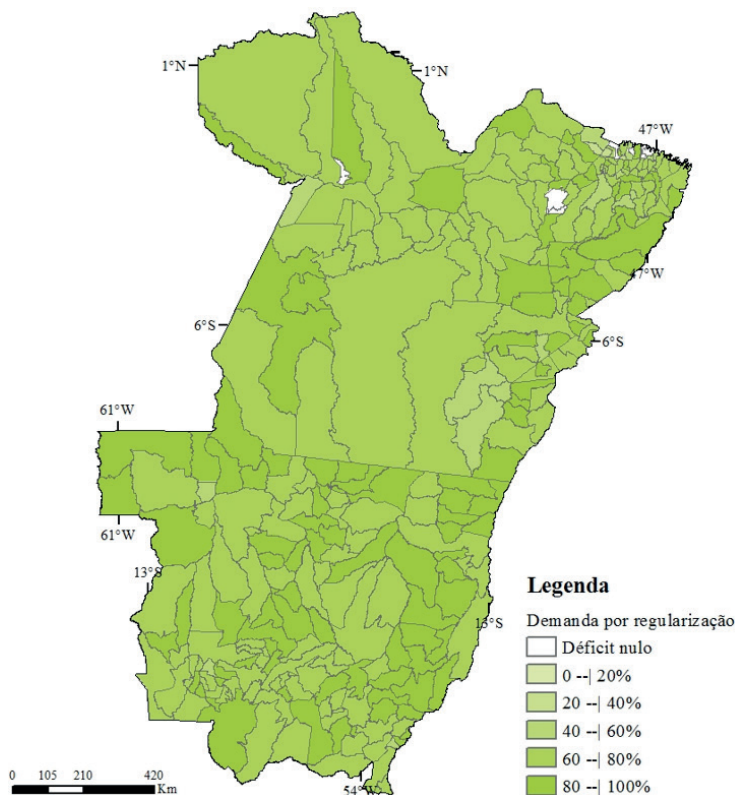 1°N
1°N
47°W
47°W
6°S
6°S
61°W
61°W
13°S
13°S
54°W
Legenda
Demanda por regularização
Déficit nulo
0 --| 20%
20 --| 40%
40 --| 60%
60 --| 80%
80 --| 100%
0 105 210 420
Km